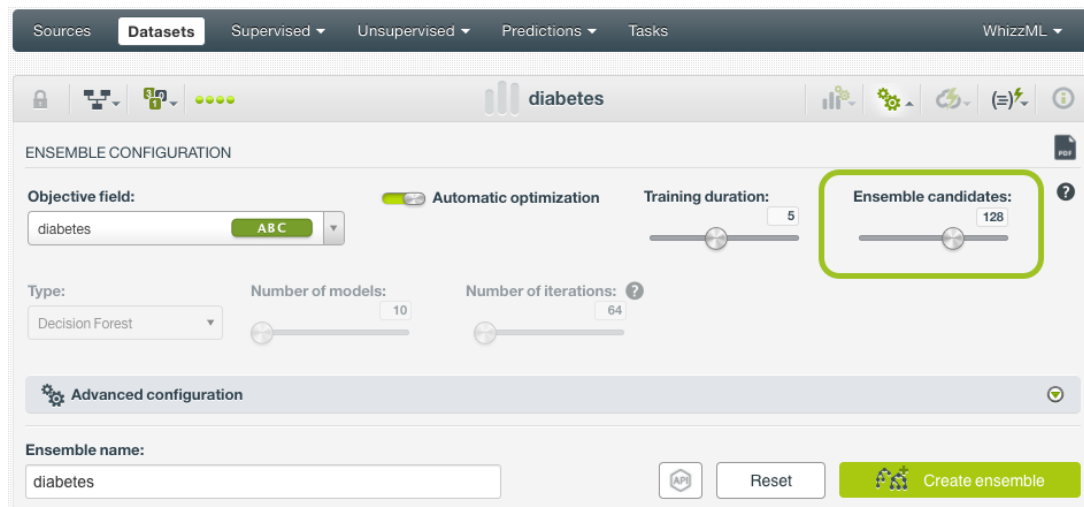 Sources Datasets Supervised Unsupervised Predictions Tasks WhizzML
diabetes
ENSEMBLE CONFIGURATION
PDF
Objective field: Automatic optimization Training duration: Ensemble candidates:
diabetes ABC 5 128
Type: Number of models: Number of iterations: ?
Decision Forest 10 64
Advanced configuration
Ensemble name:
diabetes API Reset Create ensemble